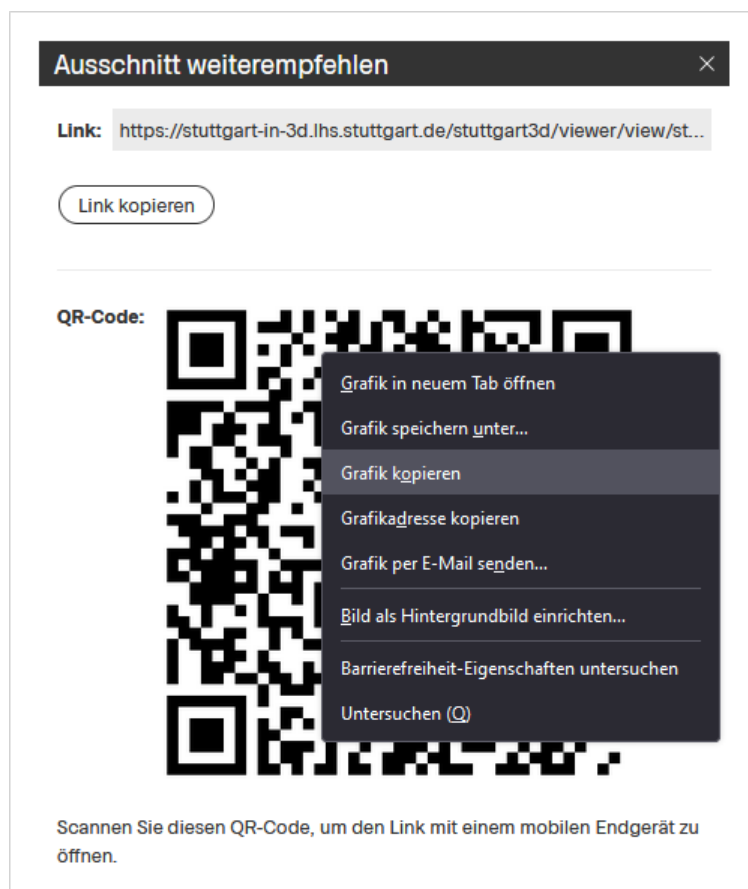 Ausschnitt weiterempfehlen
Link: https://stuttgart-in-3d.lhs.stuttgart.de/stuttgart3d/viewer/view/st...
Link kopieren
QR-Code:
Grafik in neuem Tab öffnen
Grafik speichern unter...
Grafik kopieren
Grafikadresse kopieren
Grafik per E-Mail senden...
Bild als Hintergrundbild einrichten...
Barrierefreiheit-Eigenschaften untersuchen
Untersuchen (Q)
Scannen Sie diesen QR-Code, um den Link mit einem mobilen Endgerät zu
öffnen.